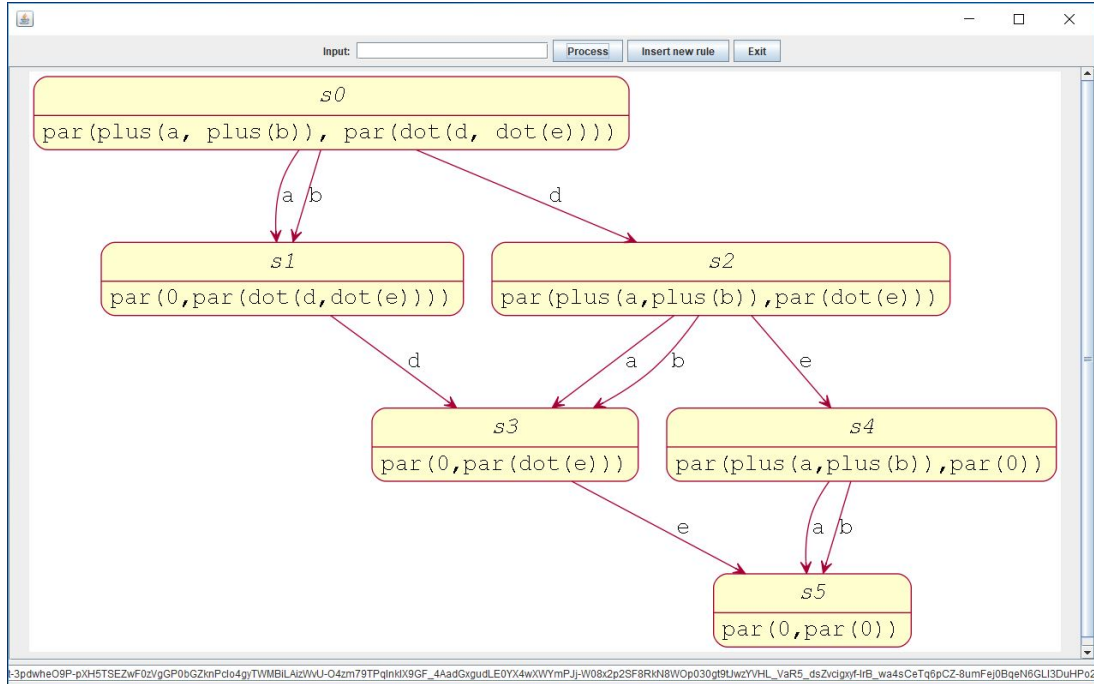 Input: Process Insert new rule Exit
s0
par(plus(a, plus(b)), par(dot(d, dot(e))))
a b d
s1 s2
par(0,par(dot(d,dot(e)))) par(plus(a,plus(b)),par(dot(e)))
d a b e
s3 s4
par(0,par(dot(e))) par(plus(a,plus(b)),par(0))
e a b
s5
par(0,par(0))